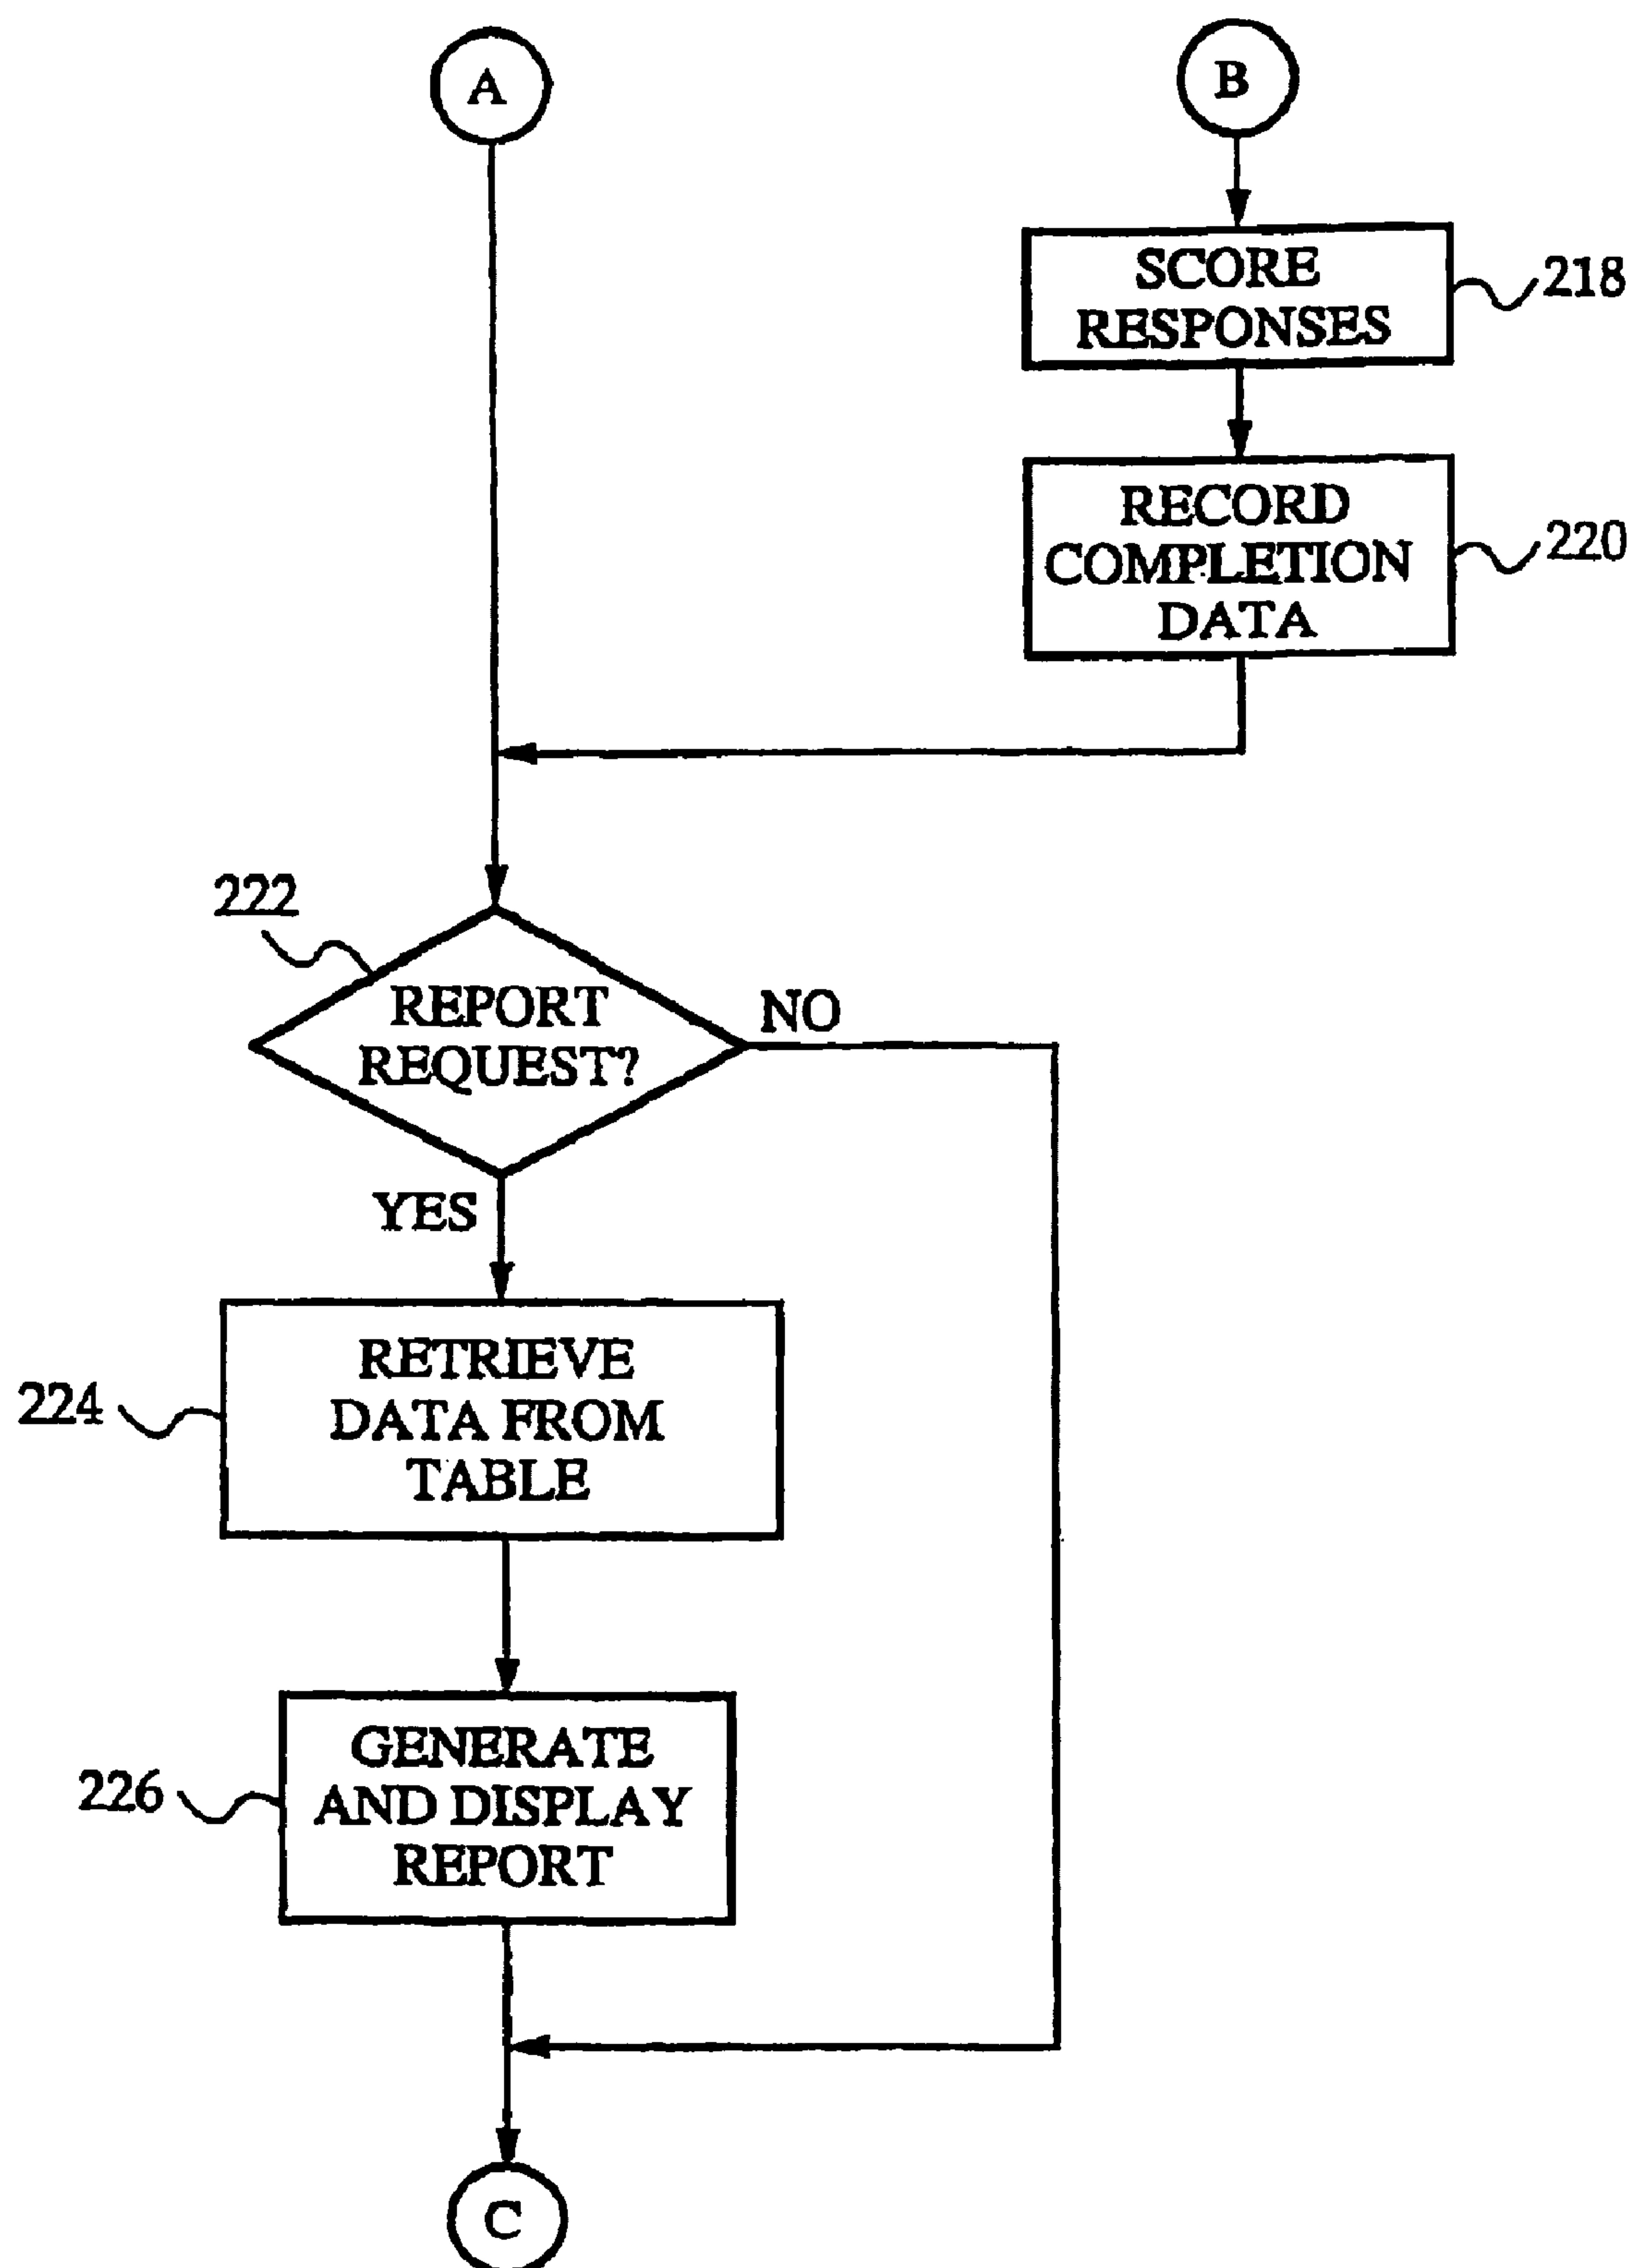 A
B
SCORE
RESPONSES
218
RECORD
COMPLETION
DATA
220
222
REPORT
REQUEST?
NO
YES
RETRIEVE
DATA FROM
TABLE
224
GENERATE
AND DISPLAY
REPORT
226
C